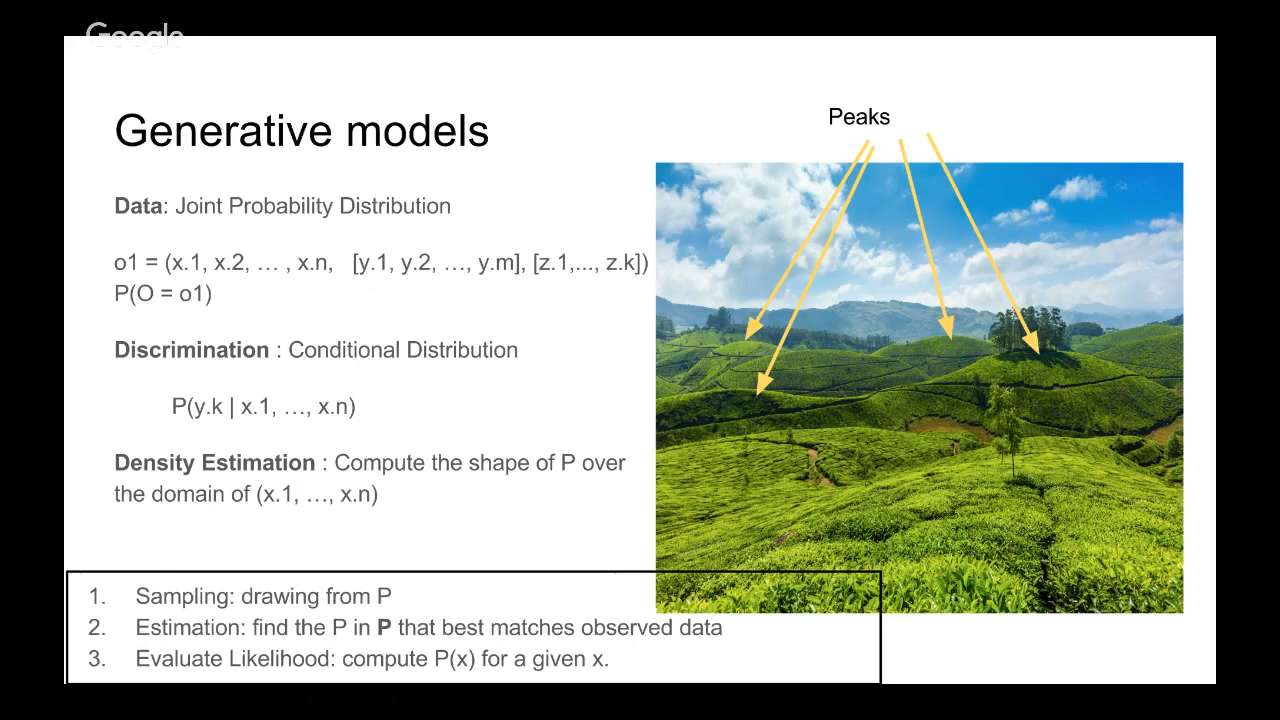 Google
Generative models
Peaks
Data: Joint Probability Distribution
o1 = (x.1, x.2, … , x.n, [y.1, y.2, …, y.m], [z.1,..., z.k])
P(O = o1)
Discrimination : Conditional Distribution
P(y.k | x.1, …, x.n)
Density Estimation : Compute the shape of P over
the domain of (x.1, …, x.n)
1. Sampling: drawing from P
2. Estimation: find the P in P that best matches observed data
3. Evaluate Likelihood: compute P(x) for a given x.